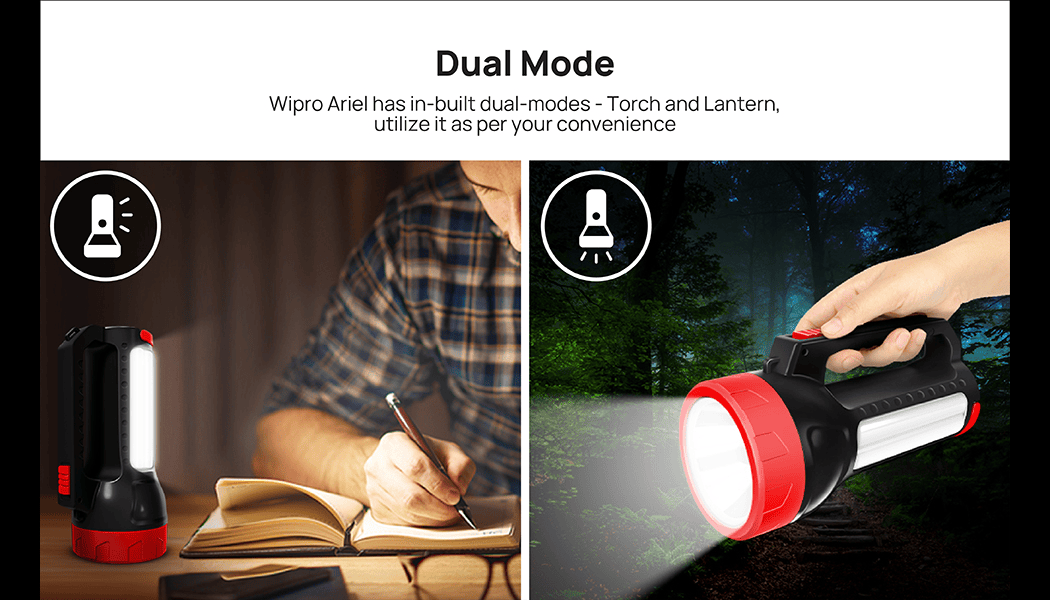 Dual Mode
Wipro Ariel has in-built dual-modes - Torch and Lantern,
utilize it as per your convenience